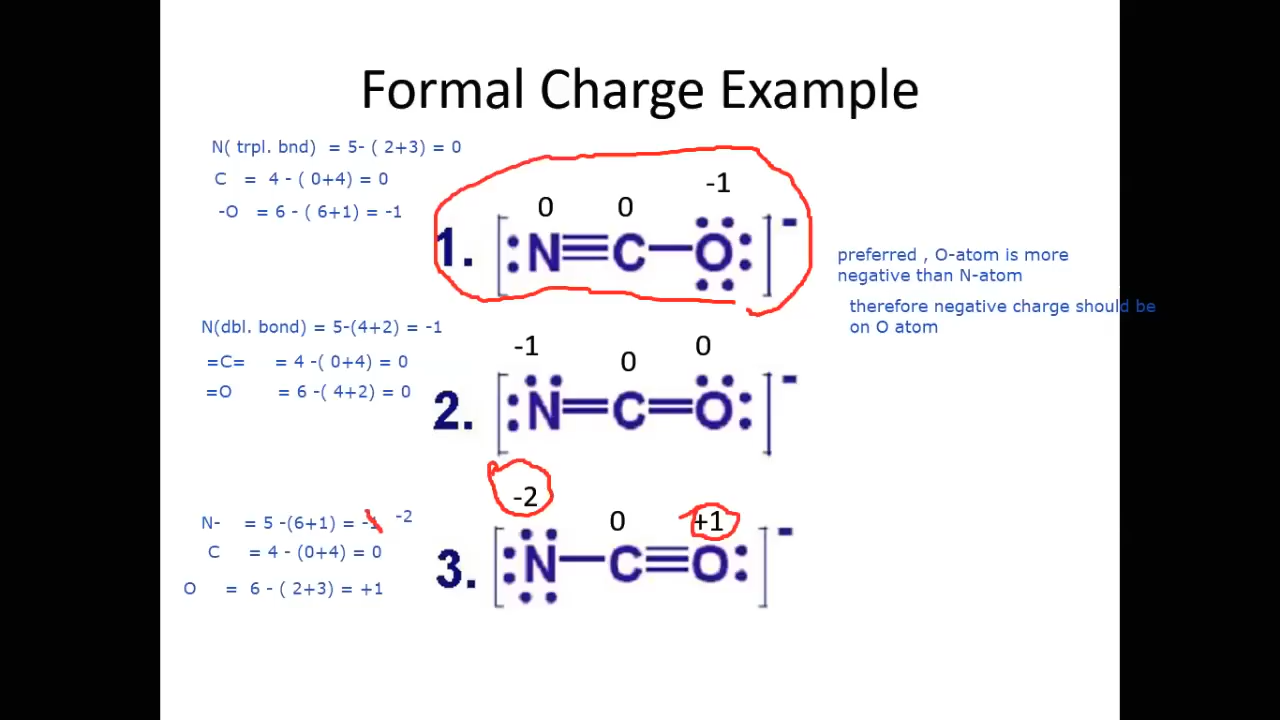 Formal Charge Example
N( trpl. bnd) = 5- ( 2+3) = 0
C = 4 - ( 0+4) = 0
-O = 6 - ( 6+1) = -1
0 0 -1
1. [:N≡C—O:]-
preferred , O-atom is more
negative than N-atom
therefore negative charge should be
on O atom
N(dbl. bond) = 5-(4+2) = -1
=C= = 4 -( 0+4) = 0
=O = 6 -( 4+2) = 0
-1 0 0
2. [:N=C=O:]-
N- = 5 -(6+1) = -1 -2
C = 4 - (0+4) = 0
O = 6 - ( 2+3) = +1
-2 0 +1
3. [:N—C≡O:]-